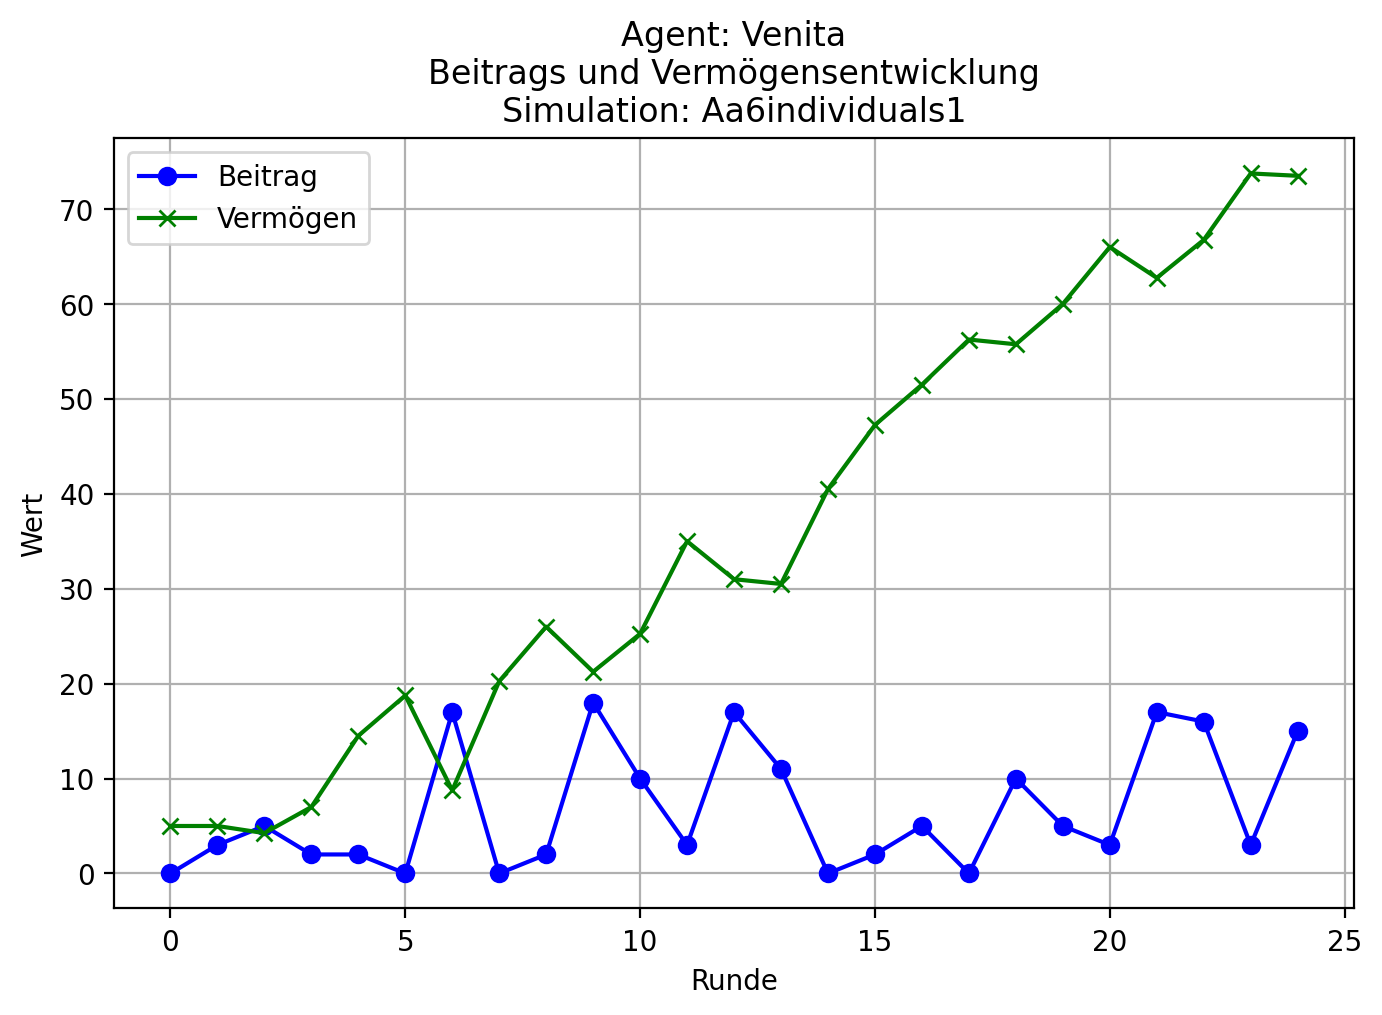 Agent: Venita
Beitrags und Vermögensentwicklung
Simulation: Aa6individuals1
Beitrag
Vermögen
70
60
50
40
30
20
10
0
Wert
0 5 10 15 20 25
Runde